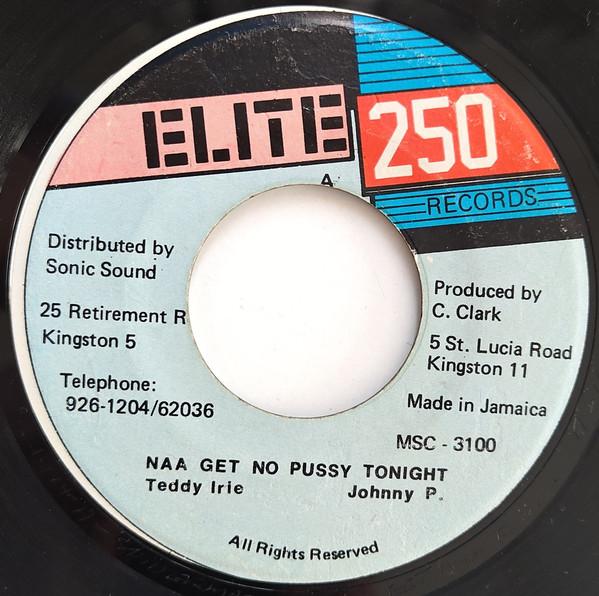 ELITE 250
RECORDS
A
Distributed by
Sonic Sound
25 Retirement R
Kingston 5
Telephone:
926-1204/62036
Produced by
C. Clark
5 St. Lucia Road
Kingston 11
Made in Jamaica
MSC - 3100
NAA GET NO PUSSY TONIGHT
Teddy Irie Johnny P.
All Rights Reserved